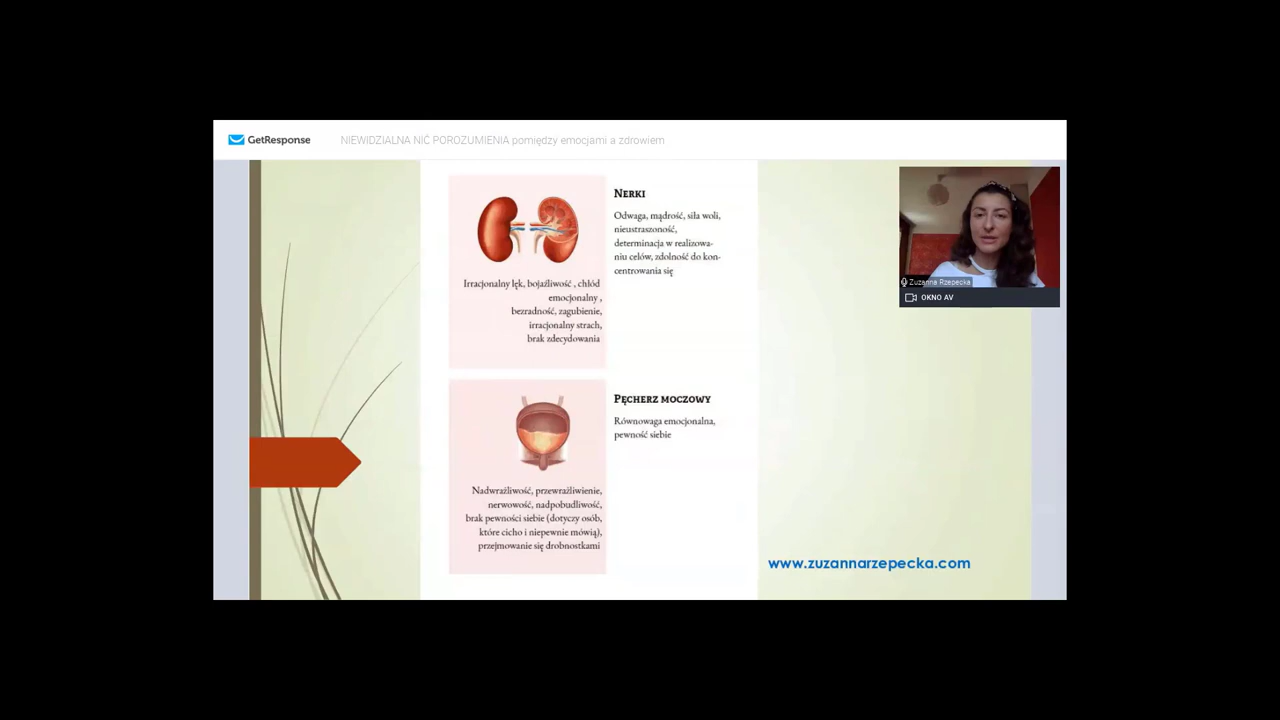 GetResponse
NIEWIDZIALNA NIĆ POROZUMIENIA pomiędzy emocjami a zdrowiem
Nerki
Odwaga, mądrość, siła woli,
nieustraszoność,
determinacja w realizowa-
niu celów, zdolność do kon-
centrowania się
Irracjonalny lęk, bojaźliwość , chłód
emocjonalny ,
bezradność, zagubienie,
irracjonalny strach,
brak zdecydowania
Pęcherz moczowy
Równowaga emocjonalna,
pewność siebie
Nadwrażliwość, przewrażliwienie,
nerwowość, nadpobudliwość,
brak pewności siebie (dotyczy osób,
które cicho i niepewnie mówią),
przejmowanie się drobnostkami
Zuzanna Rzepecka
OKNO AV
www.zuzannarzepecka.com